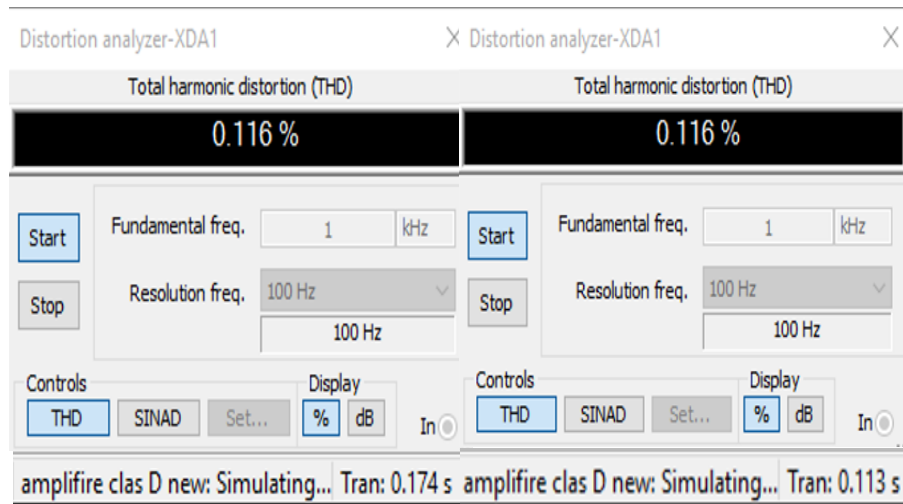 Distortion analyzer-XDA1 X
Total harmonic distortion (THD)
0.116 %
Start
Fundamental freq. 1 kHz
Stop
Resolution freq. 100 Hz
100 Hz
Controls
THD SINAD Set...
Display
% dB
In
amplifire clas D new: Simulating... Tran: 0.174 s
Distortion analyzer-XDA1 X
Total harmonic distortion (THD)
0.116 %
Start
Fundamental freq. 1 kHz
Stop
Resolution freq. 100 Hz
100 Hz
Controls
THD SINAD Set...
Display
% dB
In
amplifire clas D new: Simulating... Tran: 0.113 s